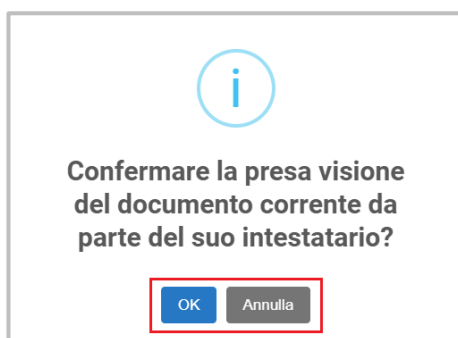 Confermare la presa visione
del documento corrente da
parte del suo intestatario?
OK Annulla